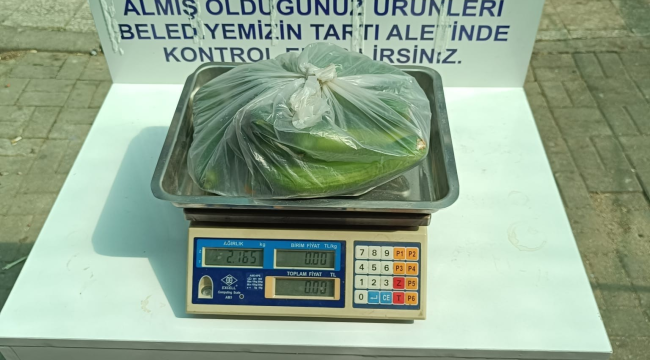 ALMIŞ OLDUĞUNUZ ÜRÜNLERİ
BELEDİYEMİZİN TARTI ALETİNDE
KONTROL
İRSİNİZ.
AĞIRLIK kg
BİRİM FİYAT TL/kg
2.165
0.00
TOPLAM FİYAT TL
0.00
7 8 9 P1 P2
4 5 6 P3 P4
1 2 3 Z P5
0 CE T P6